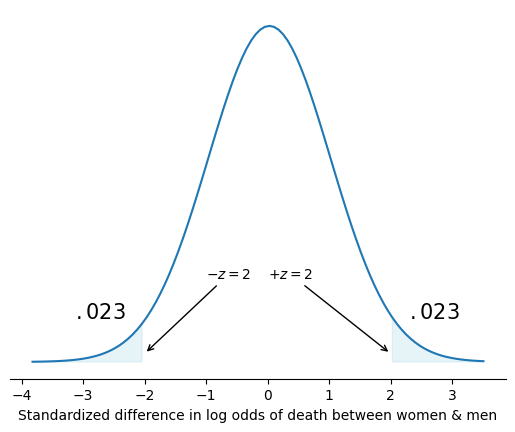 −z = 2 +z = 2
.023 .023
−4 −3 −2 −1 0 1 2 3
Standardized difference in log odds of death between women & men